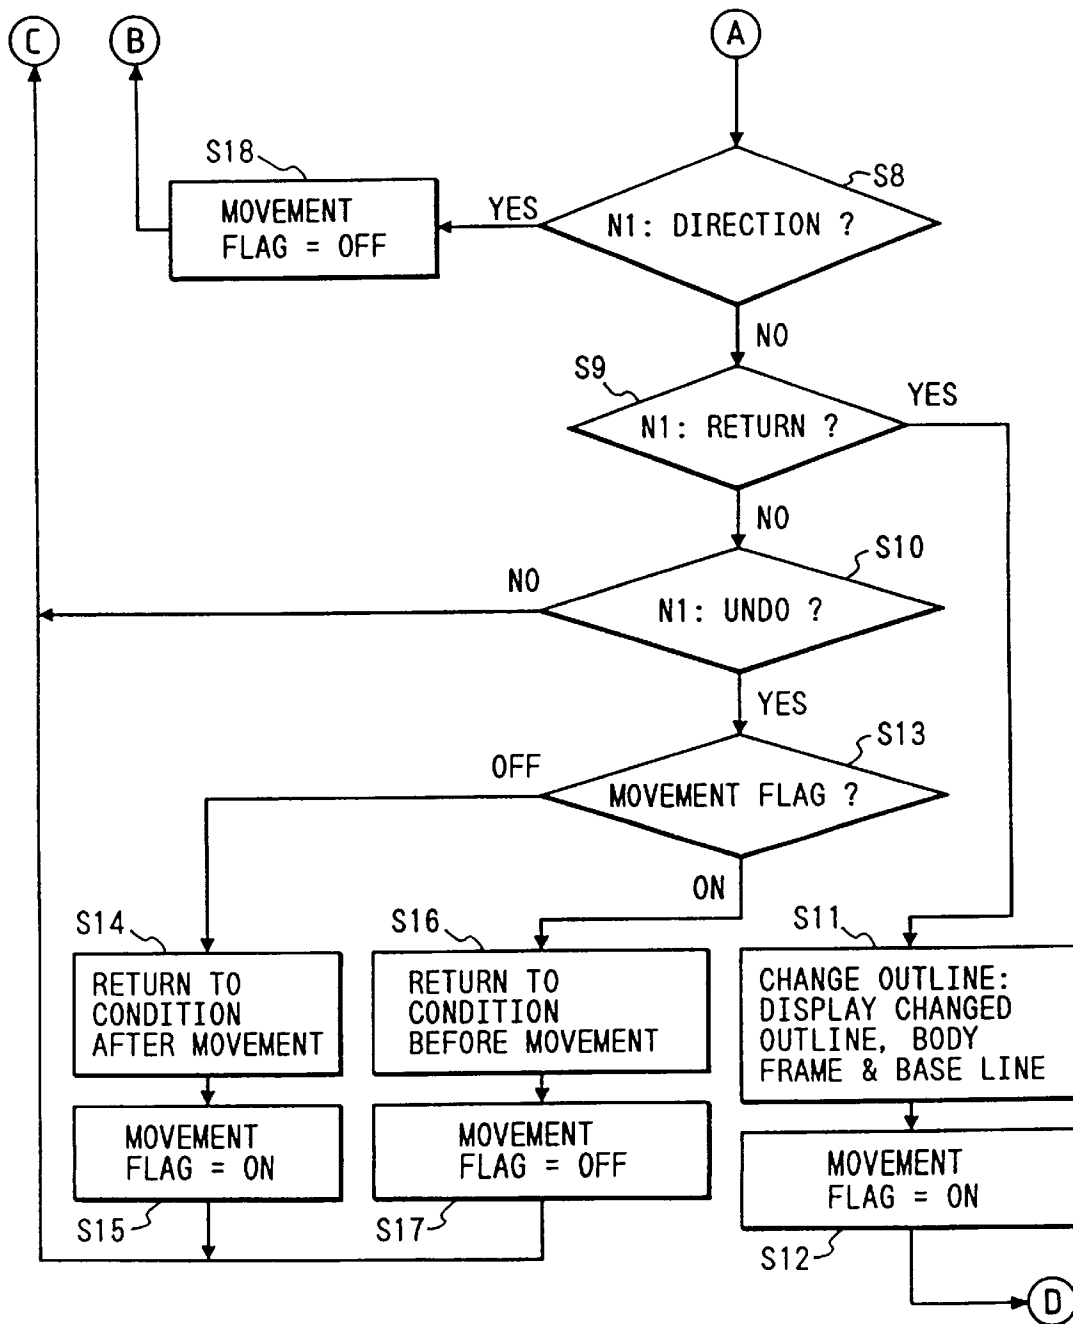 C
B
A
S18
MOVEMENT
FLAG = OFF
YES
S8
N1: DIRECTION ?
NO
S9
N1: RETURN ?
YES
NO
S10
N1: UNDO ?
NO
YES
S13
MOVEMENT FLAG ?
OFF
ON
S14
RETURN TO
CONDITION
AFTER MOVEMENT
S16
RETURN TO
CONDITION
BEFORE MOVEMENT
S11
CHANGE OUTLINE:
DISPLAY CHANGED
OUTLINE, BODY
FRAME & BASE LINE
MOVEMENT
FLAG = ON
S15
MOVEMENT
FLAG = OFF
S17
MOVEMENT
FLAG = ON
S12
D